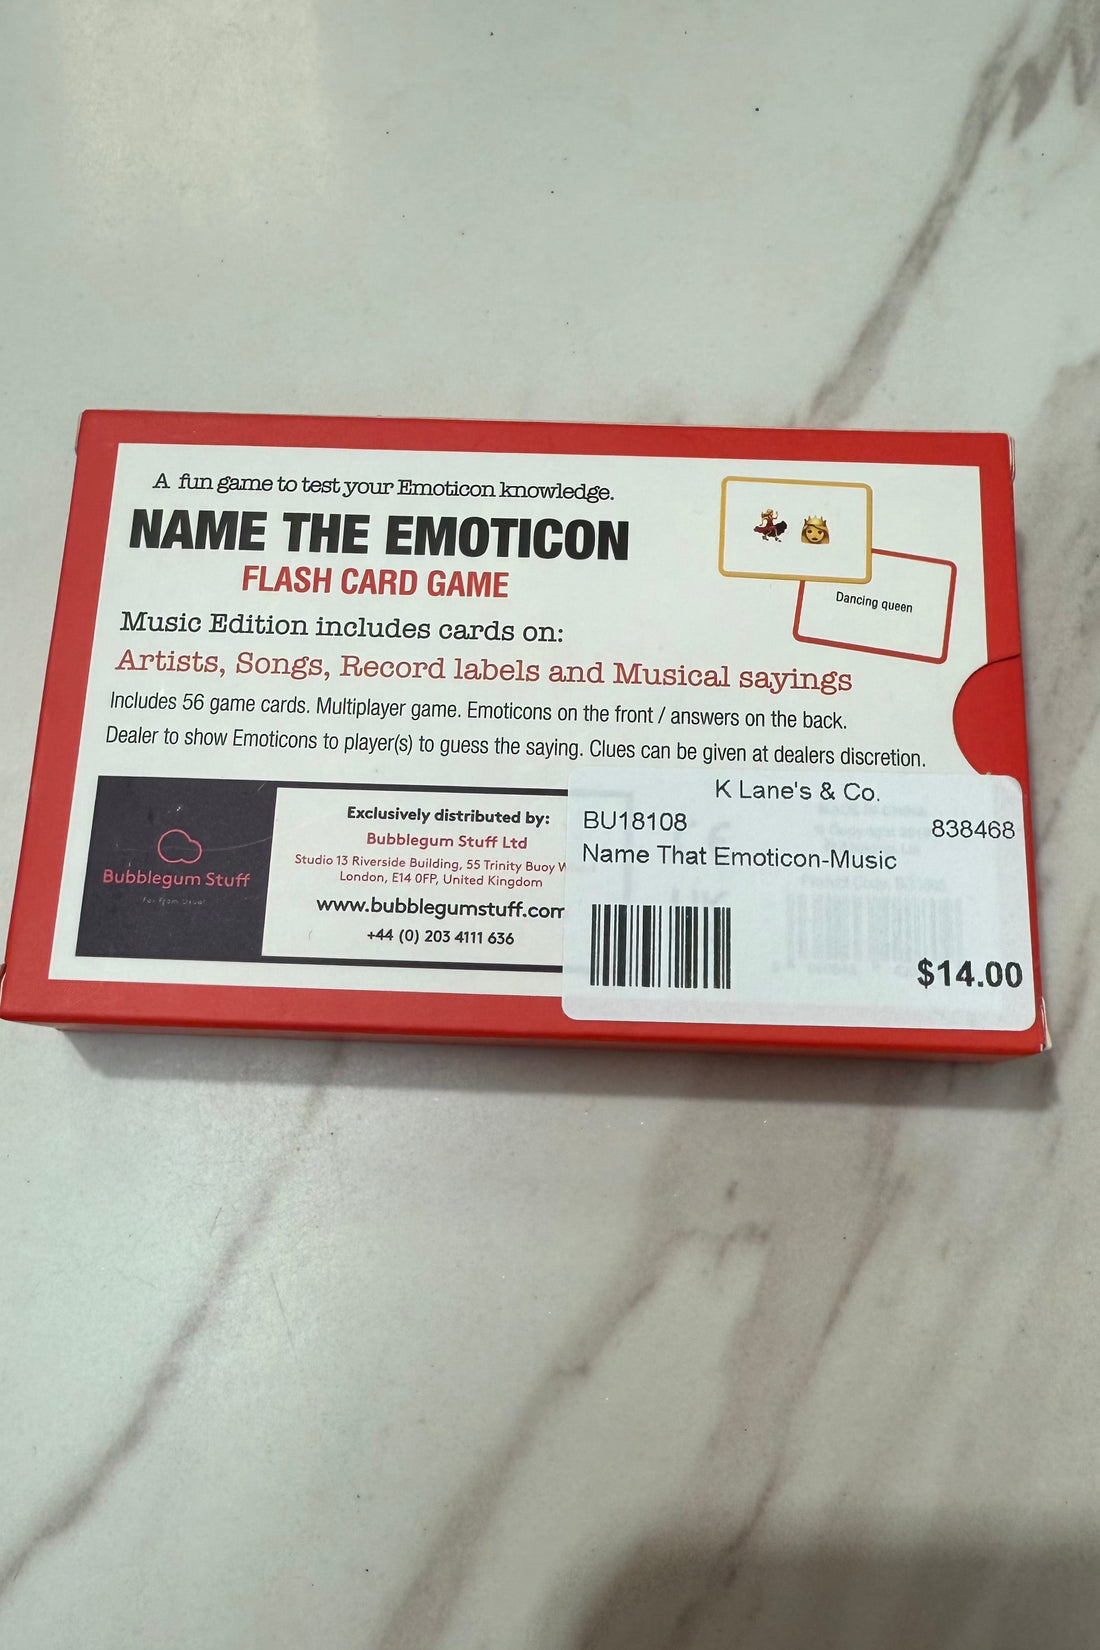 A fun game to test your Emoticon knowledge.
NAME THE EMOTICON
FLASH CARD GAME
Music Edition includes cards on:
Artists, Songs, Record labels and Musical sayings
Includes 56 game cards. Multiplayer game. Emoticons on the front / answers on the back.
Dealer to show Emoticons to player(s) to guess the saying. Clues can be given at dealers discretion.
Dancing queen
Bubblegum Stuff
Far From Usual
Exclusively distributed by:
Bubblegum Stuff Ltd
Studio 13 Riverside Building, 55 Trinity Buoy
London, E14 0FP, United Kingdom
www.bubblegumstuff.com
+44 (0) 203 4111 636
K Lane's & Co.
BU18108 838468
Name That Emoticon-Music
$14.00